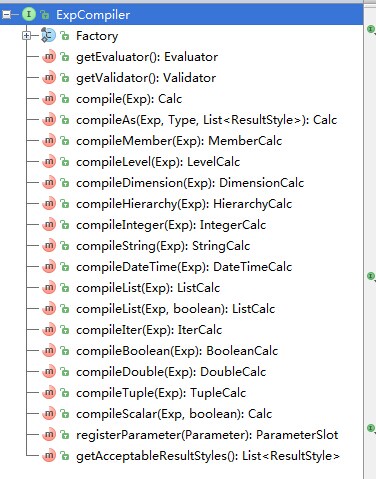 ExpCompiler
Factory
getEvaluator(): Evaluator
getValidator(): Validator
compile(Exp): Calc
compileAs(Exp, Type, List<ResultStyle>): Calc
compileMember(Exp): MemberCalc
compileLevel(Exp): LevelCalc
compileDimension(Exp): DimensionCalc
compileHierarchy(Exp): HierarchyCalc
compileInteger(Exp): IntegerCalc
compileString(Exp): StringCalc
compileDateTime(Exp): DateTimeCalc
compileList(Exp): ListCalc
compileList(Exp, boolean): ListCalc
compileIter(Exp): IterCalc
compileBoolean(Exp): BooleanCalc
compileDouble(Exp): DoubleCalc
compileTuple(Exp): TupleCalc
compileScalar(Exp, boolean): Calc
registerParameter(Parameter): ParameterSlot
getAcceptableResultStyles(): List<ResultStyle>